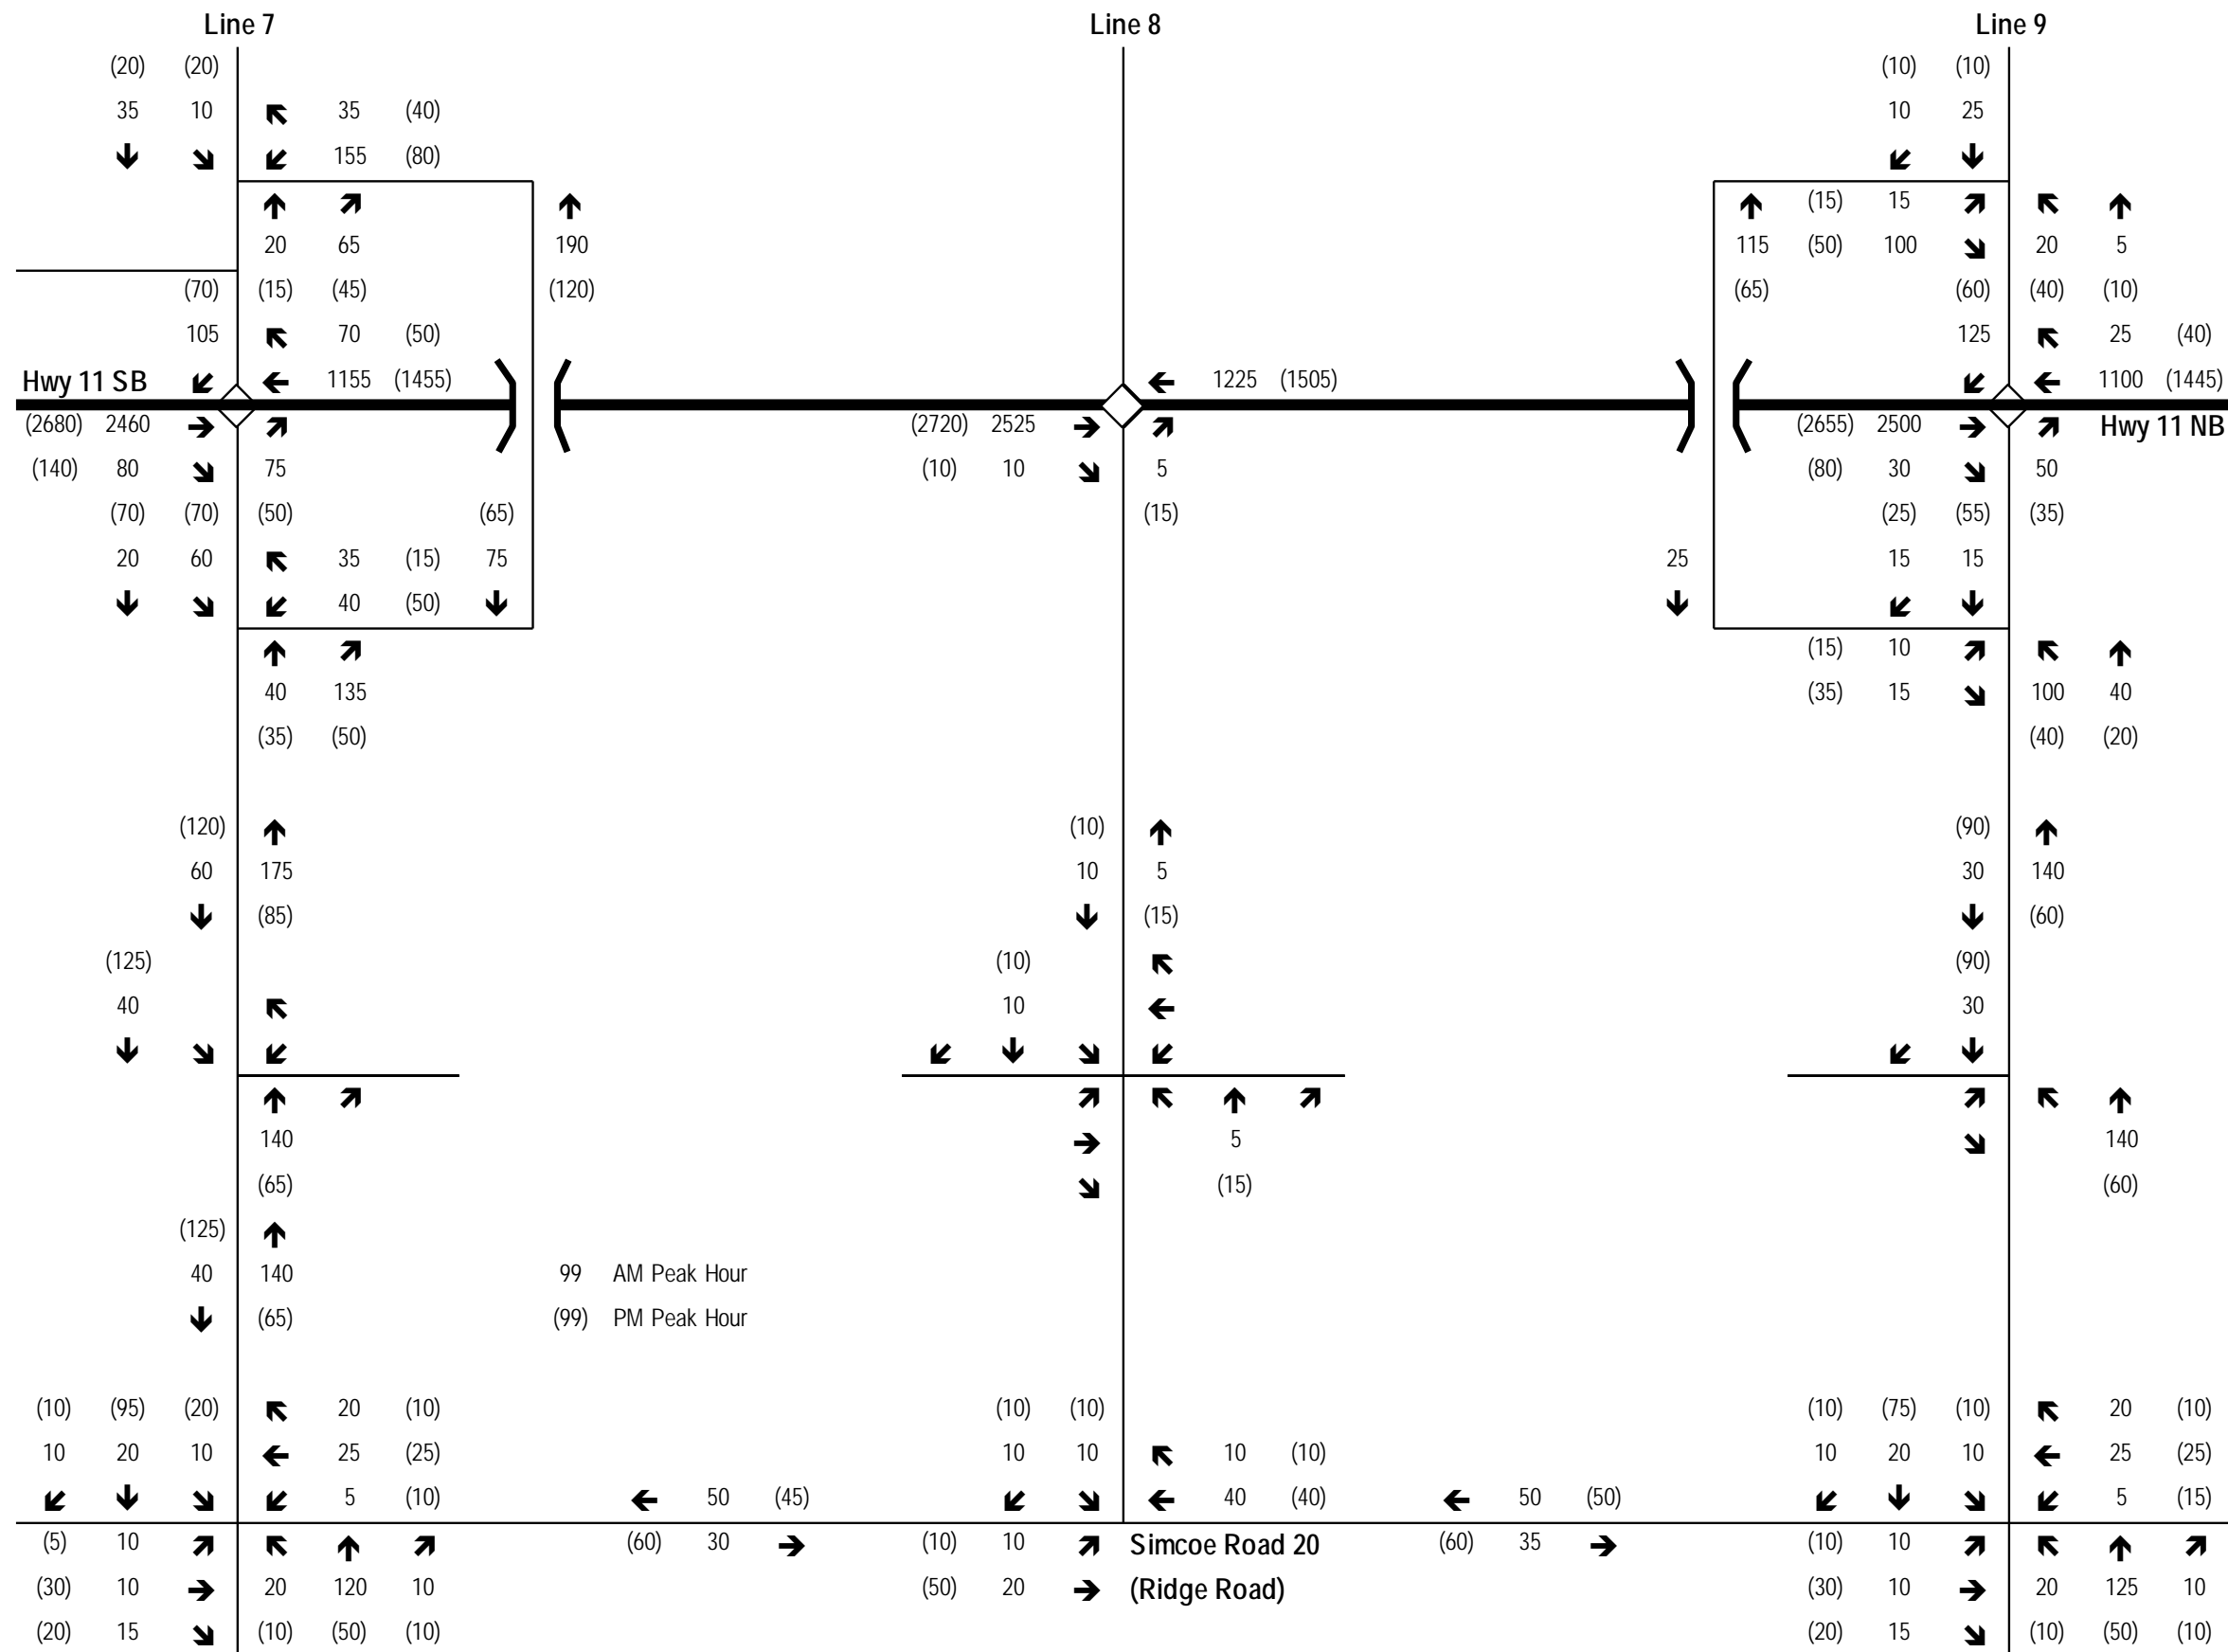 Line 7 Line 8 Line 9
(20) (20) (10) (10)
35 10 35 (40) 10 25
155 (80)
(15) 15
20 65 190 115 (50) 100 20 5
(70) (15) (45) (120) (65) (60) (40) (10)
105 70 (50) 125 25 (40)
Hwy 11 SB 1155 (1455) 1225 (1505) 1100 (1445)
(2680) 2460 (2720) 2525 (2655) 2500 Hwy 11 NB
(140) 80 75 (10) 10 5 (80) 30 50
(70) (70) (50) (65) (15) (25) (55) (35)
20 60 35 (15) 75 25 15 15
40 (50)
(15) 10
40 135 (35) 15 100 40
(35) (50) (40) (20)
(120) (10) (90)
60 175 10 5 30 140
(85) (15) (60)
(125) (10) (90)
40 10 30
140 5 140
(65) (15) (60)
(125)
40 140 99 AM Peak Hour
(65) (99) PM Peak Hour
(10) (95) (20) 20 (10) (10) (10) (10) (75) (10) 20 (10)
10 20 10 25 (25) 10 10 10 (10) 10 20 10 25 (25)
5 (10) 50 (45) 40 (40) 50 (50) 5 (15)
(5) 10 (60) 30 (10) 10 Simcoe Road 20 (60) 35 (10) 10
(30) 10 20 120 10 (50) 20 (Ridge Road) (30) 10 20 125 10
(20) 15 (10) (50) (10) (20) 15 (10) (50) (10)